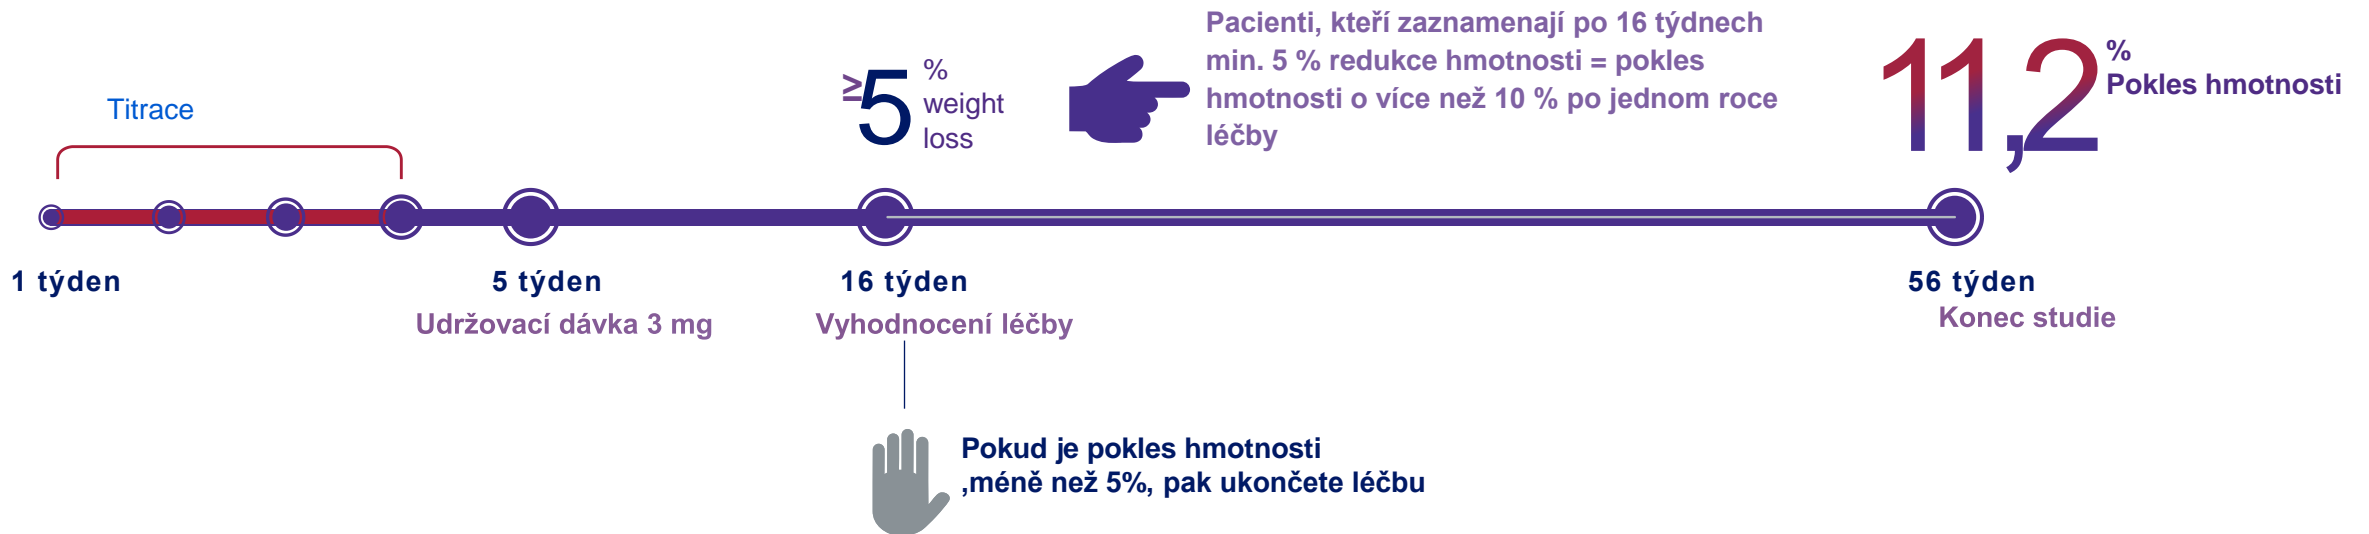 Titrace
≥5 %
weight
loss
Pacienti, kteří zaznamenají po 16 týdnech
min. 5 % redukce hmotnosti = pokles
hmotnosti o více než 10 % po jednom roce
léčby
11,2 %
Pokles hmotnosti
1 týden
5 týden
16 týden
56 týden
Udržovací dávka 3 mg
Vyhodnocení léčby
Konec studie
Pokud je pokles hmotnosti
,méně než 5%, pak ukončete léčbu